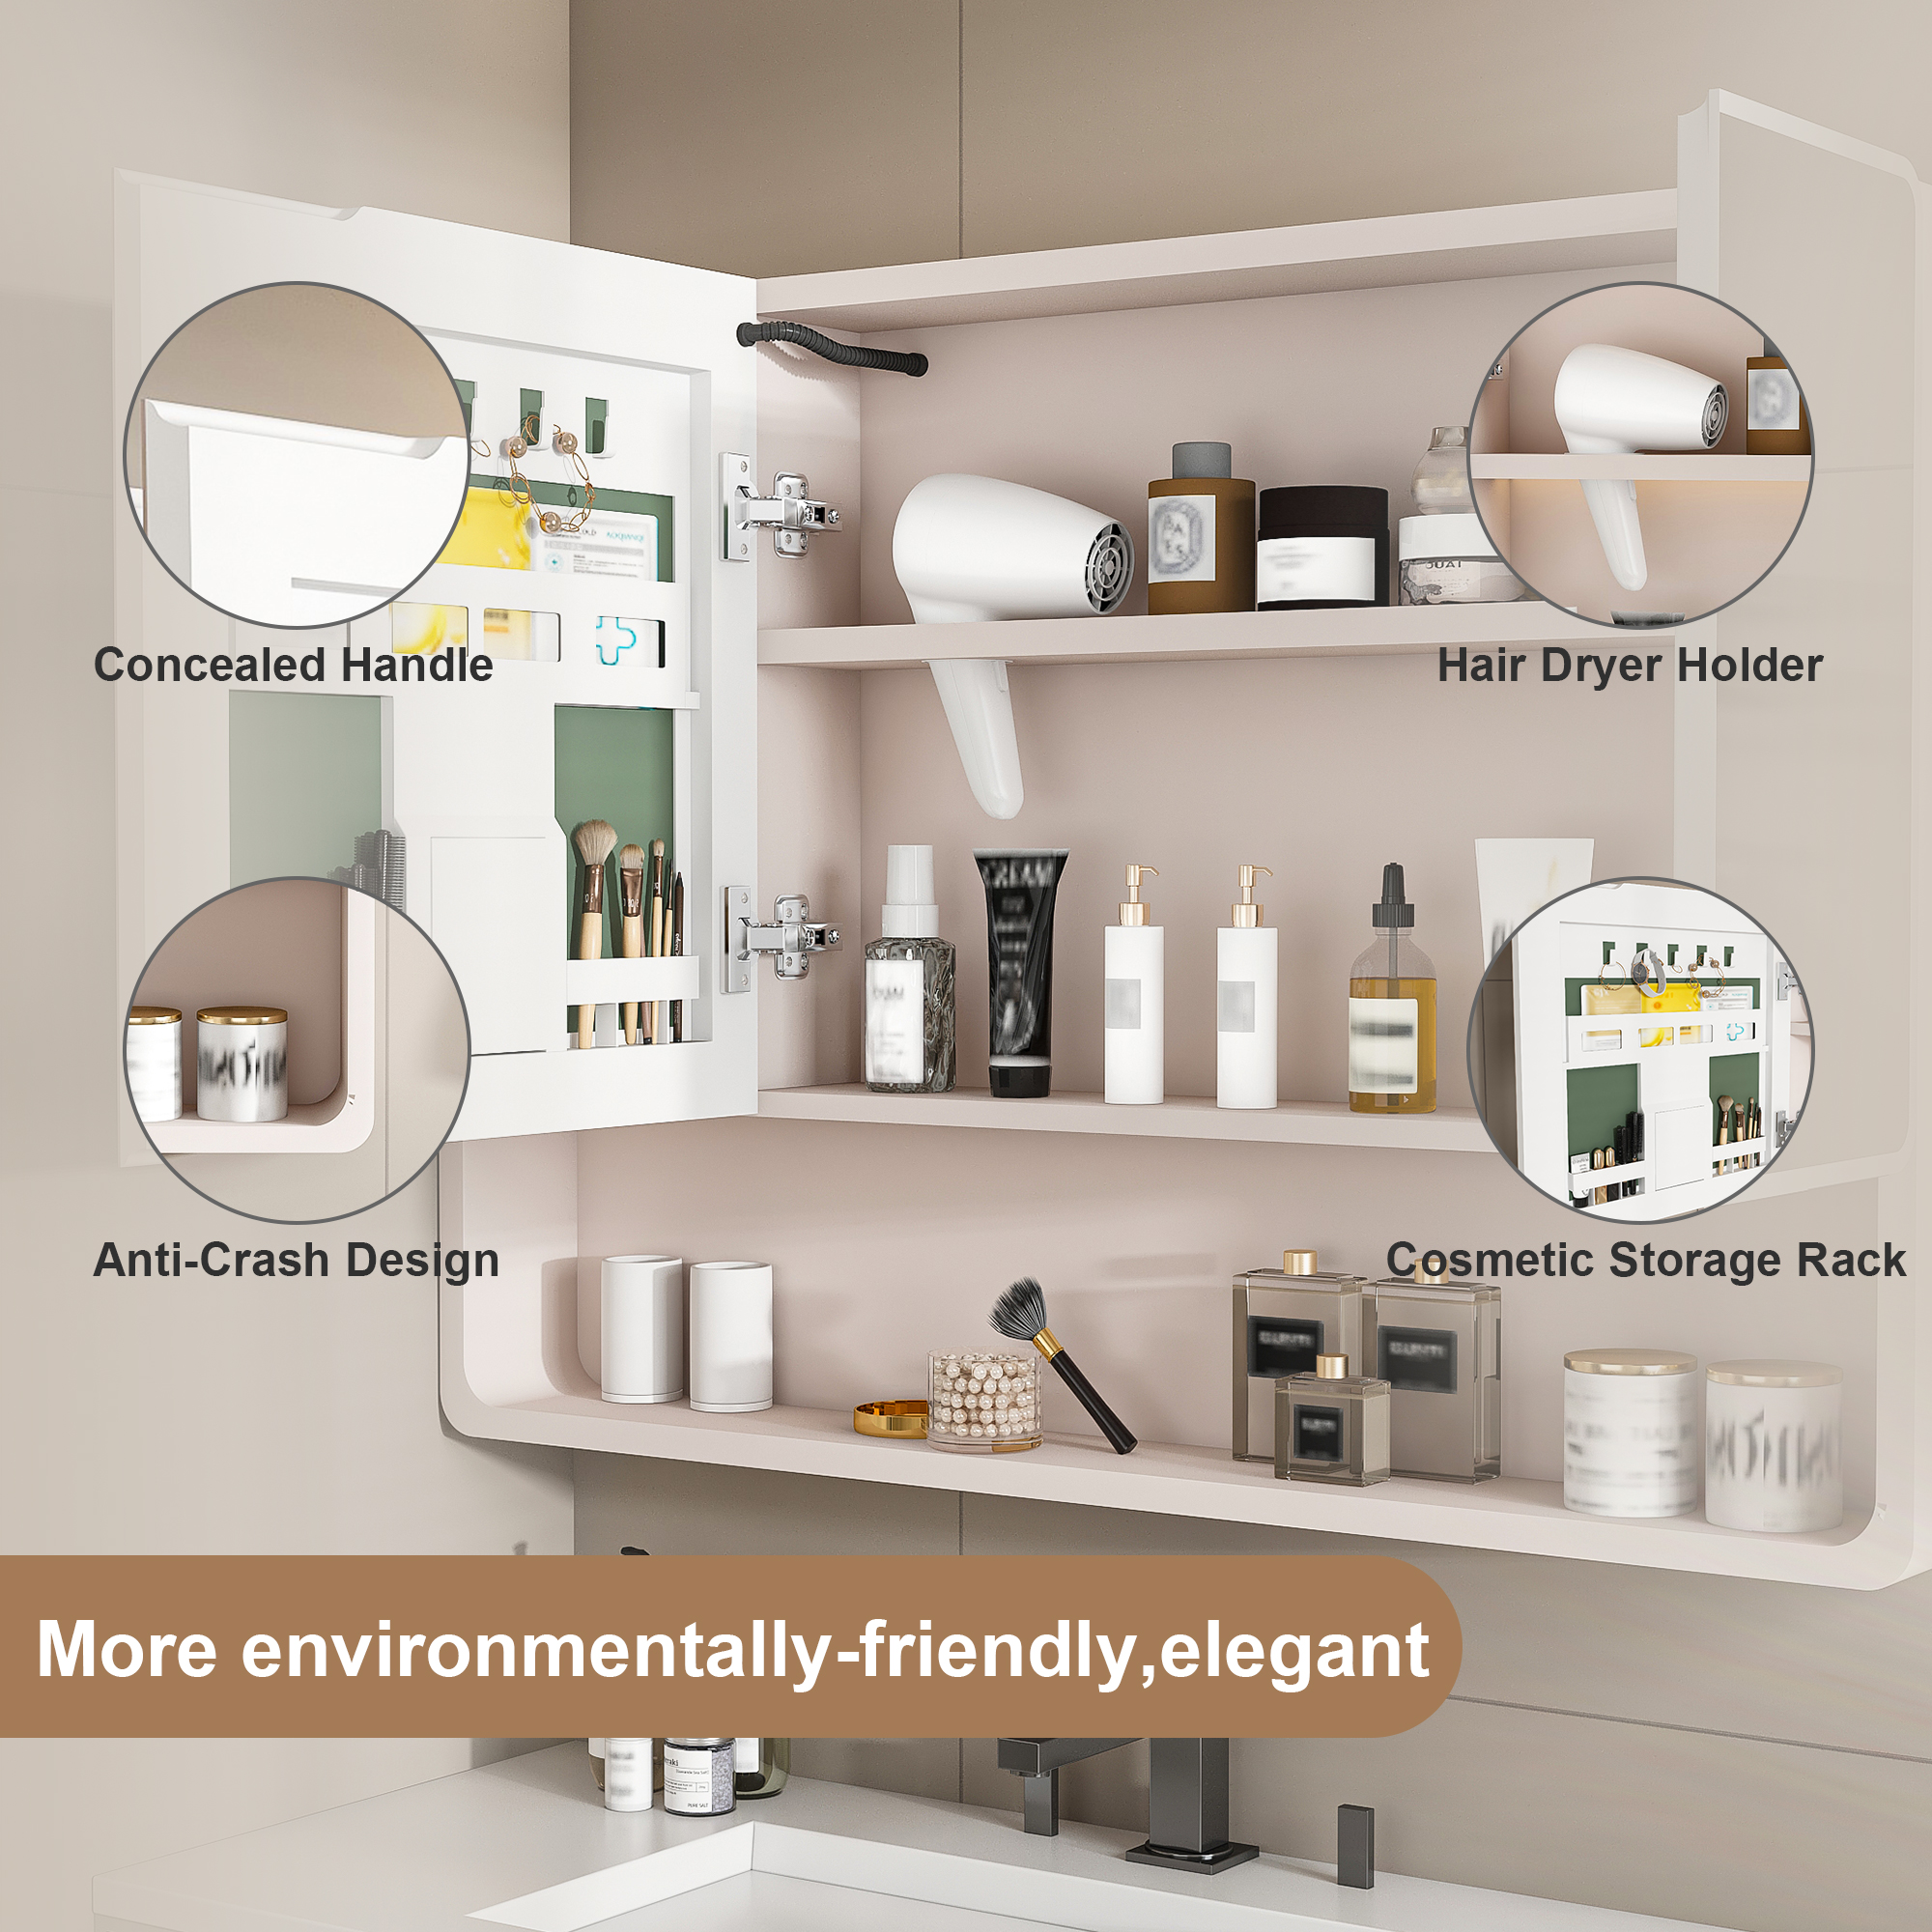 Concealed Handle
Hair Dryer Holder
Anti-Crash Design
Cosmetic Storage Rack
More environmentally-friendly,elegant